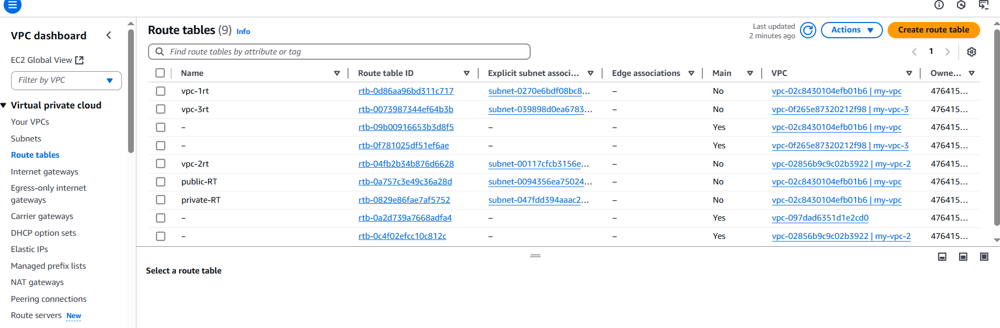 VPC dashboard
EC2 Global View
Filter by VPC
Virtual private cloud
Your VPCs
Subnets
Route tables
Internet gateways
Egress-only internet
gateways
Carrier gateways
DHCP option sets
Elastic IPs
Managed prefix lists
NAT gateways
Peering connections
Route servers New
Route tables (9) Info
Last updated
2 minutes ago
Actions
Create route table
Find route tables by attribute or tag
1
Name Route table ID Explicit subnet associ... Edge associations Main VPC Owne...
vpc-1rt rtb-0d86aa96bd311c717 subnet-0270e6bdf08bc8... – No vpc-02c8430104efb01b6 | my-vpc 476415...
vpc-3rt rtb-0073987344ef64b3b subnet-039898d0ea6783... – No vpc-0f265e87320212f98 | my-vpc-3 476415...
– rtb-09b00916653b3d8f5 – – Yes vpc-02c8430104efb01b6 | my-vpc 476415...
– rtb-0f781025df51ef6ae – – Yes vpc-0f265e87320212f98 | my-vpc-3 476415...
vpc-2rt rtb-04fb2b34b876d6628 subnet-00117cfcb3156e... – No vpc-02856b9c9c02b3922 | my-vpc-2 476415...
public-RT rtb-0a757c3e49c36a28d subnet-0094356ea75024... – No vpc-02c8430104efb01b6 | my-vpc 476415...
private-RT rtb-0829e86fae7af5752 subnet-047fdd394aaac2... – No vpc-02c8430104efb01b6 | my-vpc 476415...
– rtb-0a2d739a7668adfa4 – – Yes vpc-097dad6351d1e2cd0 476415...
– rtb-0c4f02efcc10c812c – – Yes vpc-02856b9c9c02b3922 | my-vpc-2 476415...
Select a route table